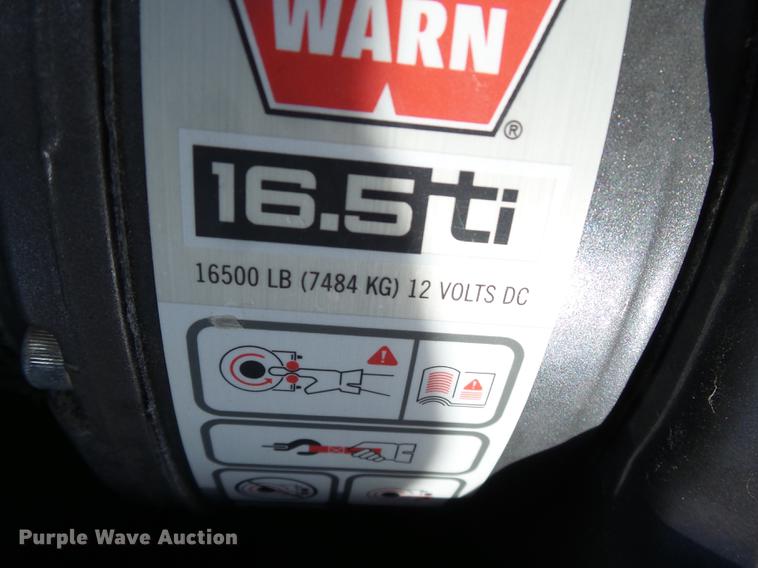 WARN
®
16.5ti
16500 LB (7484 KG) 12 VOLTS DC
Purple Wave Auction